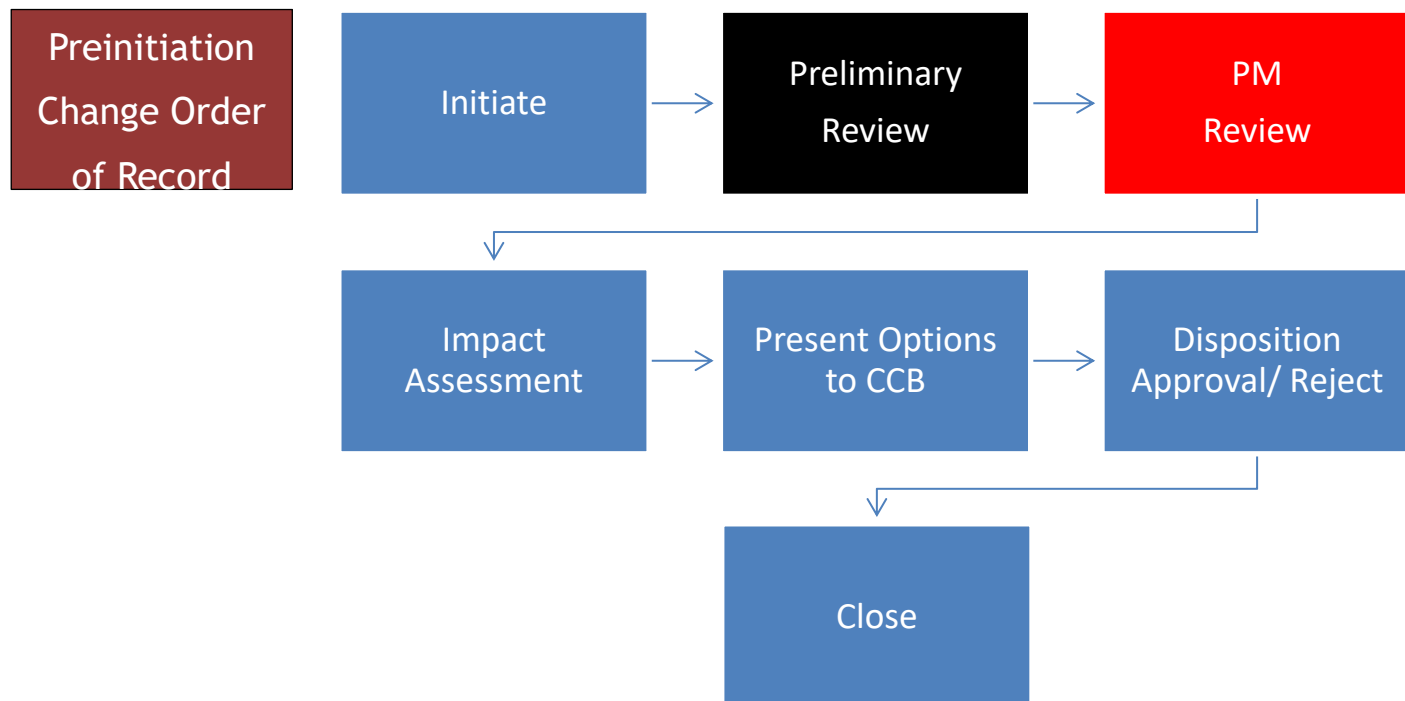 Preinitiation
Change Order
of Record
Initiate
Preliminary
Review
PM
Review
Impact
Assessment
Present Options
to CCB
Disposition
Approval/ Reject
Close